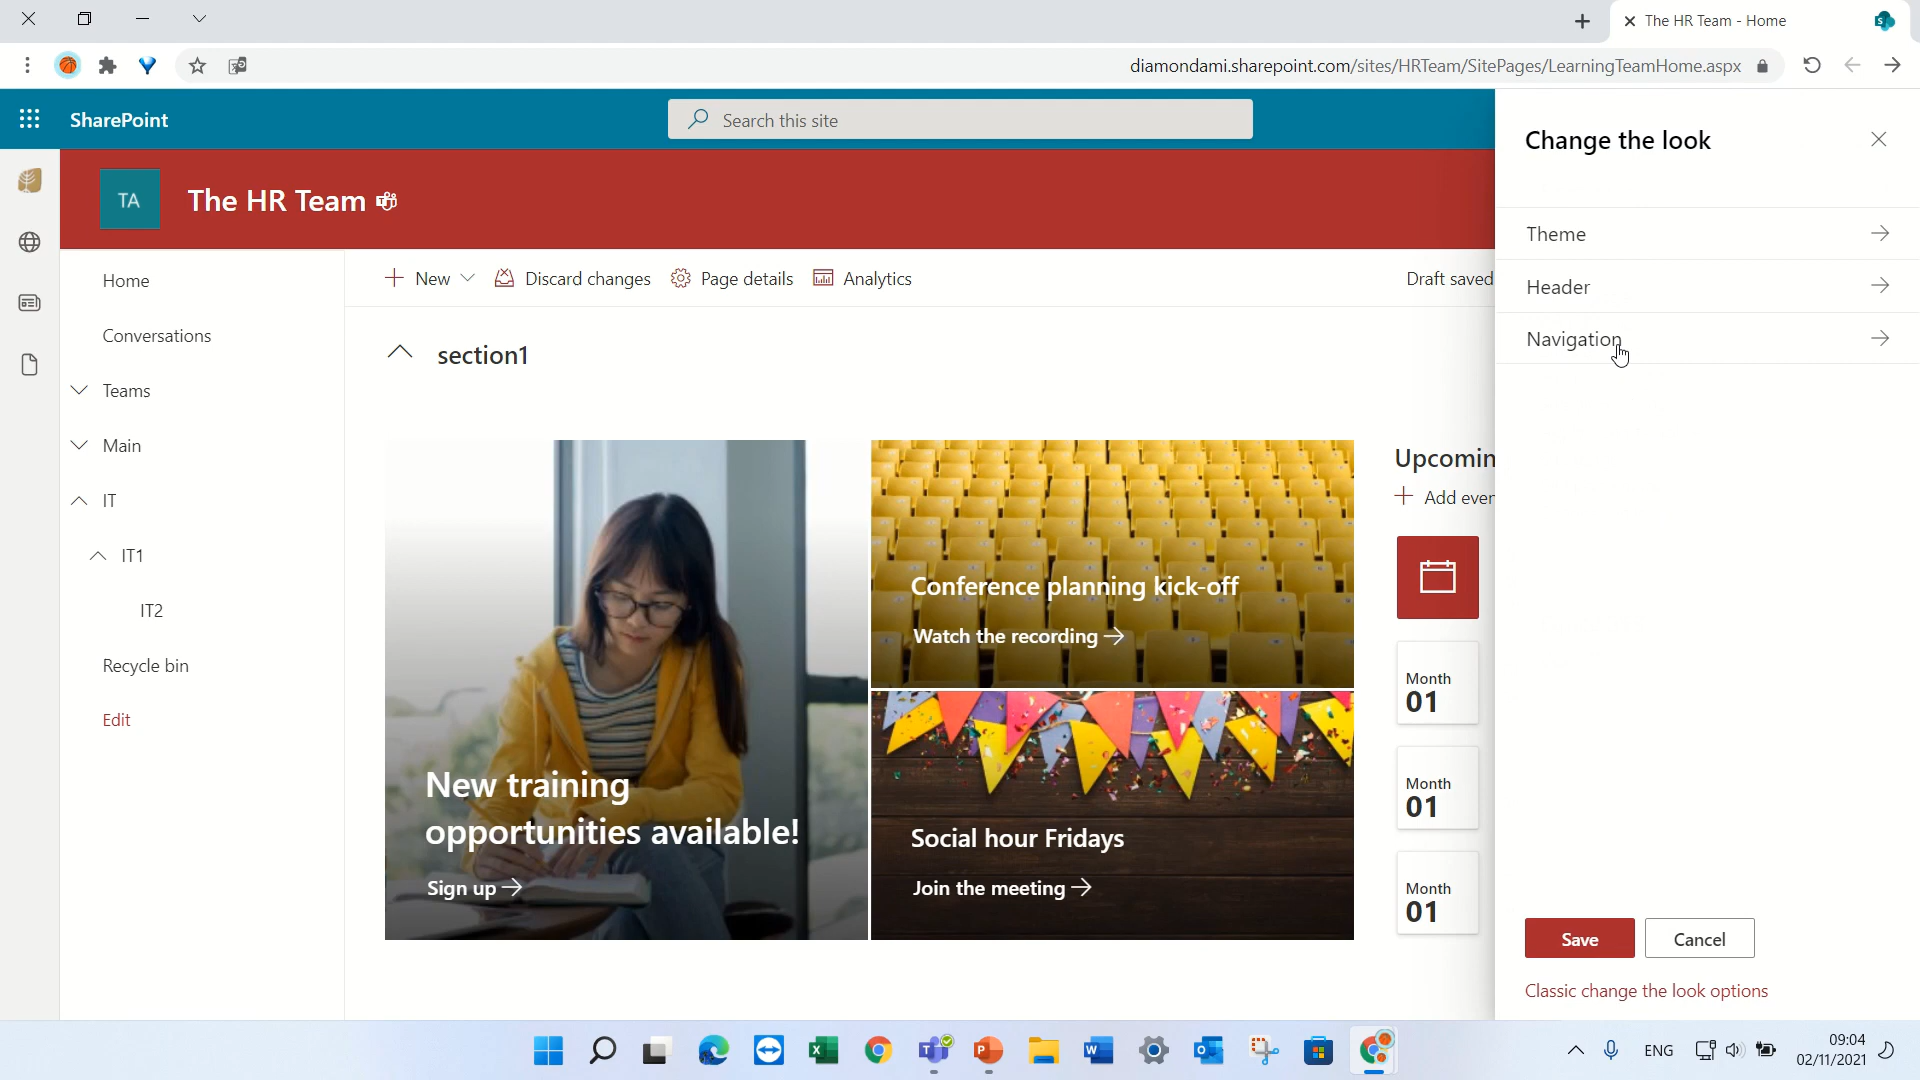 The HR Team - Home
diamondami.sharepoint.com/sites/HRTeam/SitePages/LearningTeamHome.aspx
SharePoint
Search this site
TA
The HR Team
Home
Conversations
Teams
Main
IT
IT1
IT2
Recycle bin
Edit
New
Discard changes
Page details
Analytics
Draft saved
section1
New training
opportunities available!
Sign up
Conference planning kick-off
Watch the recording
Social hour Fridays
Join the meeting
Upcomin
Add ever
Month
01
Month
01
Month
01
Change the look
Theme
Header
Navigation
Save
Cancel
Classic change the look options
ENG
09:04
02/11/2021